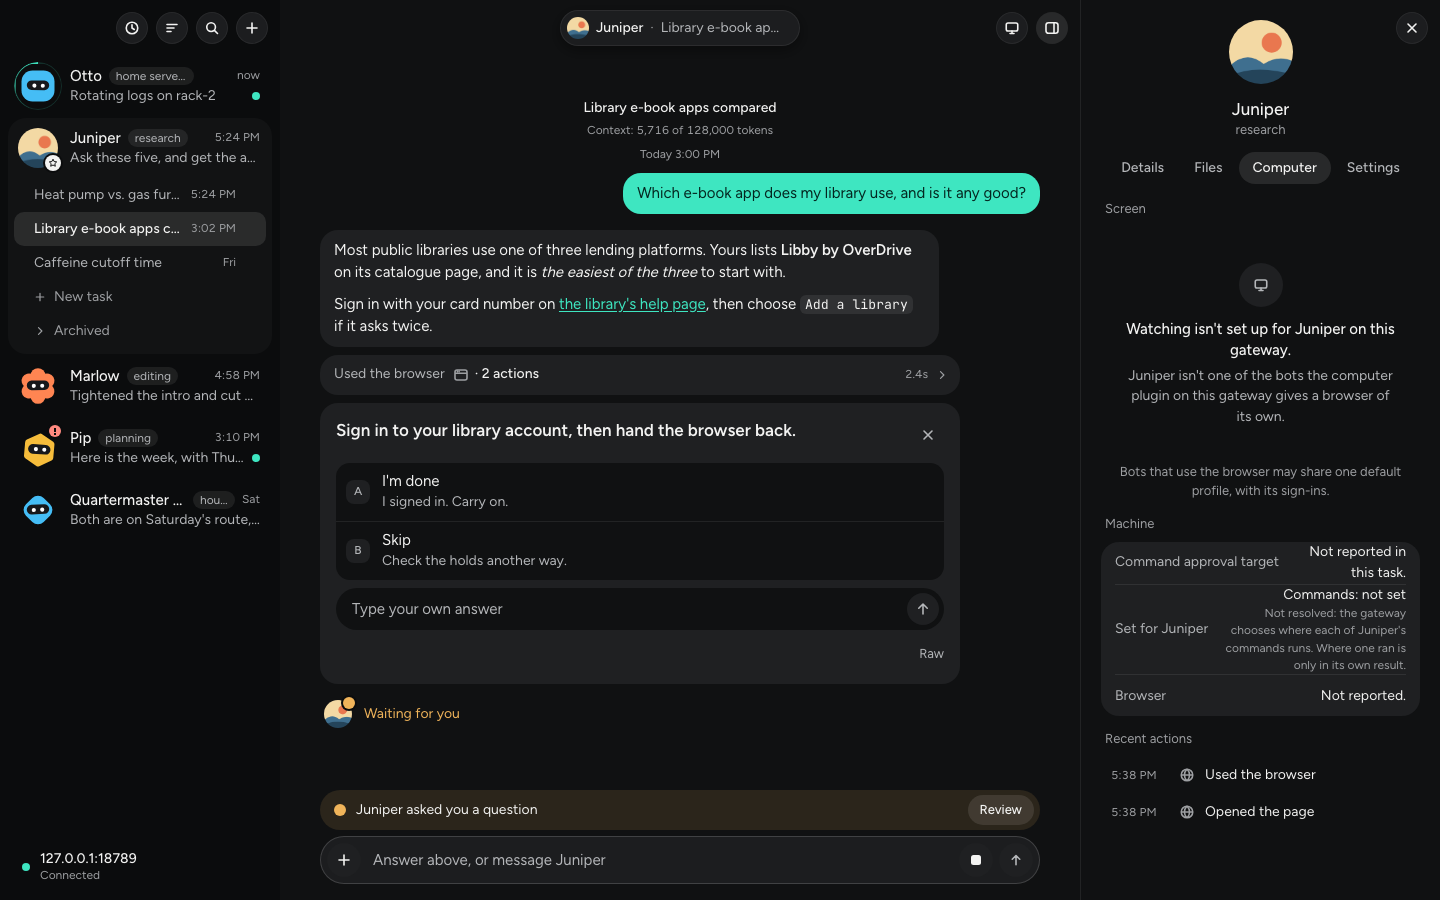 Otto
home serve...
now
Rotating logs on rack-2
Juniper
research
5:24 PM
Ask these five, and get the a...
Heat pump vs. gas fur...
5:24 PM
Library e-book apps c...
3:02 PM
Caffeine cutoff time
Fri
New task
Archived
Marlow
editing
4:58 PM
Tightened the intro and cut ...
Pip
planning
3:10 PM
Here is the week, with Thu...
Quartermaster ...
hou...
Sat
Both are on Saturday's route,...
127.0.0.1:18789
Connected
Juniper · Library e-book ap...
Library e-book apps compared
Context: 5,716 of 128,000 tokens
Today 3:00 PM
Which e-book app does my library use, and is it any good?
Most public libraries use one of three lending platforms. Yours lists Libby by OverDrive
on its catalogue page, and it is the easiest of the three to start with.
Sign in with your card number on the library's help page, then choose Add a library
if it asks twice.
Used the browser · 2 actions
2.4s
Sign in to your library account, then hand the browser back.
A
I'm done
I signed in. Carry on.
B
Skip
Check the holds another way.
Type your own answer
Raw
Waiting for you
Juniper asked you a question
Review
Answer above, or message Juniper
Juniper
research
Details
Files
Computer
Settings
Screen
Watching isn't set up for Juniper on this
gateway.
Juniper isn't one of the bots the computer
plugin on this gateway gives a browser of
its own.
Bots that use the browser may share one default
profile, with its sign-ins.
Machine
Command approval target
Not reported in
this task.
Set for Juniper
Commands: not set
Not resolved: the gateway
chooses where each of Juniper's
commands runs. Where one ran is
only in its own result.
Browser
Not reported.
Recent actions
5:38 PM
Used the browser
5:38 PM
Opened the page